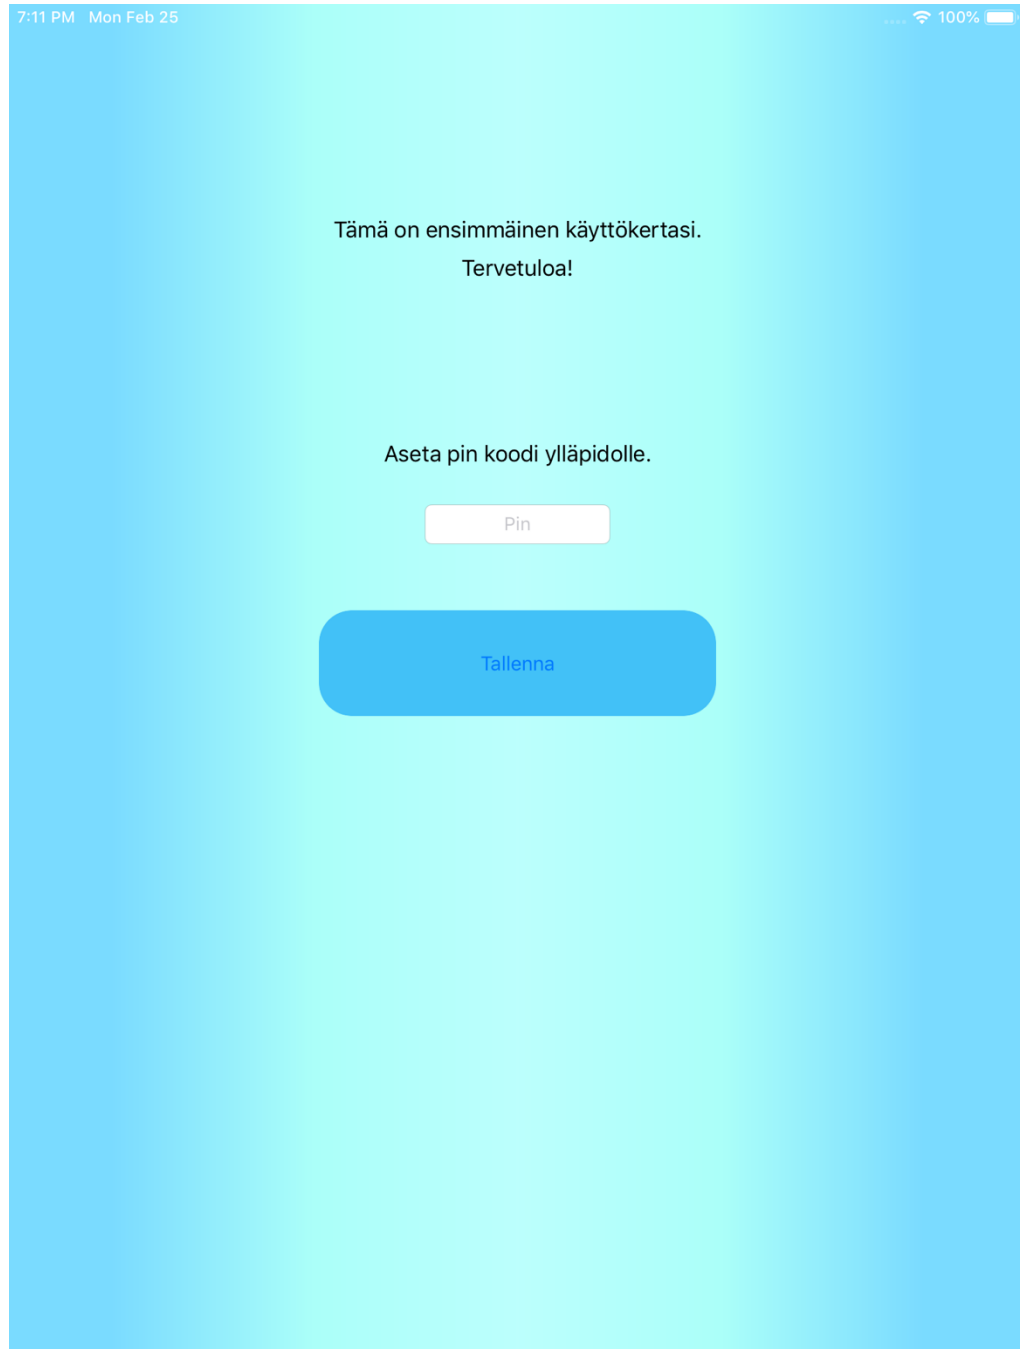 7:11 PM Mon Feb 25 100%
Tämä on ensimmäinen käyttökertasi.
Tervetuloa!
Aseta pin koodi ylläpidolle.
Pin
Tallenna